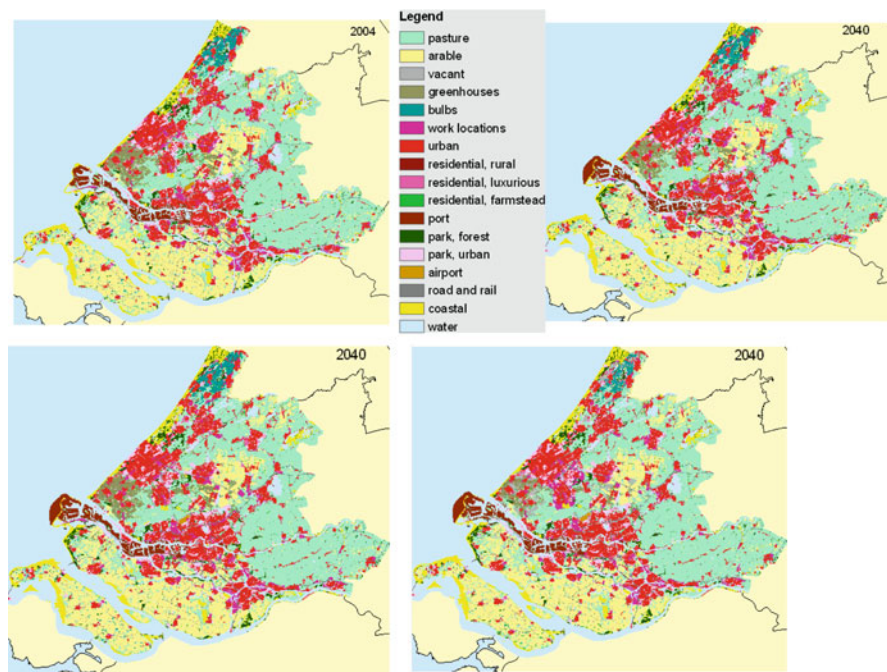 2004
Legend
pasture
arable
vacant
greenhouses
bulbs
work locations
urban
residential, rural
residential, luxurious
residential, farmstead
port
park, forest
park, urban
airport
road and rail
coastal
water
2040
2040
2040